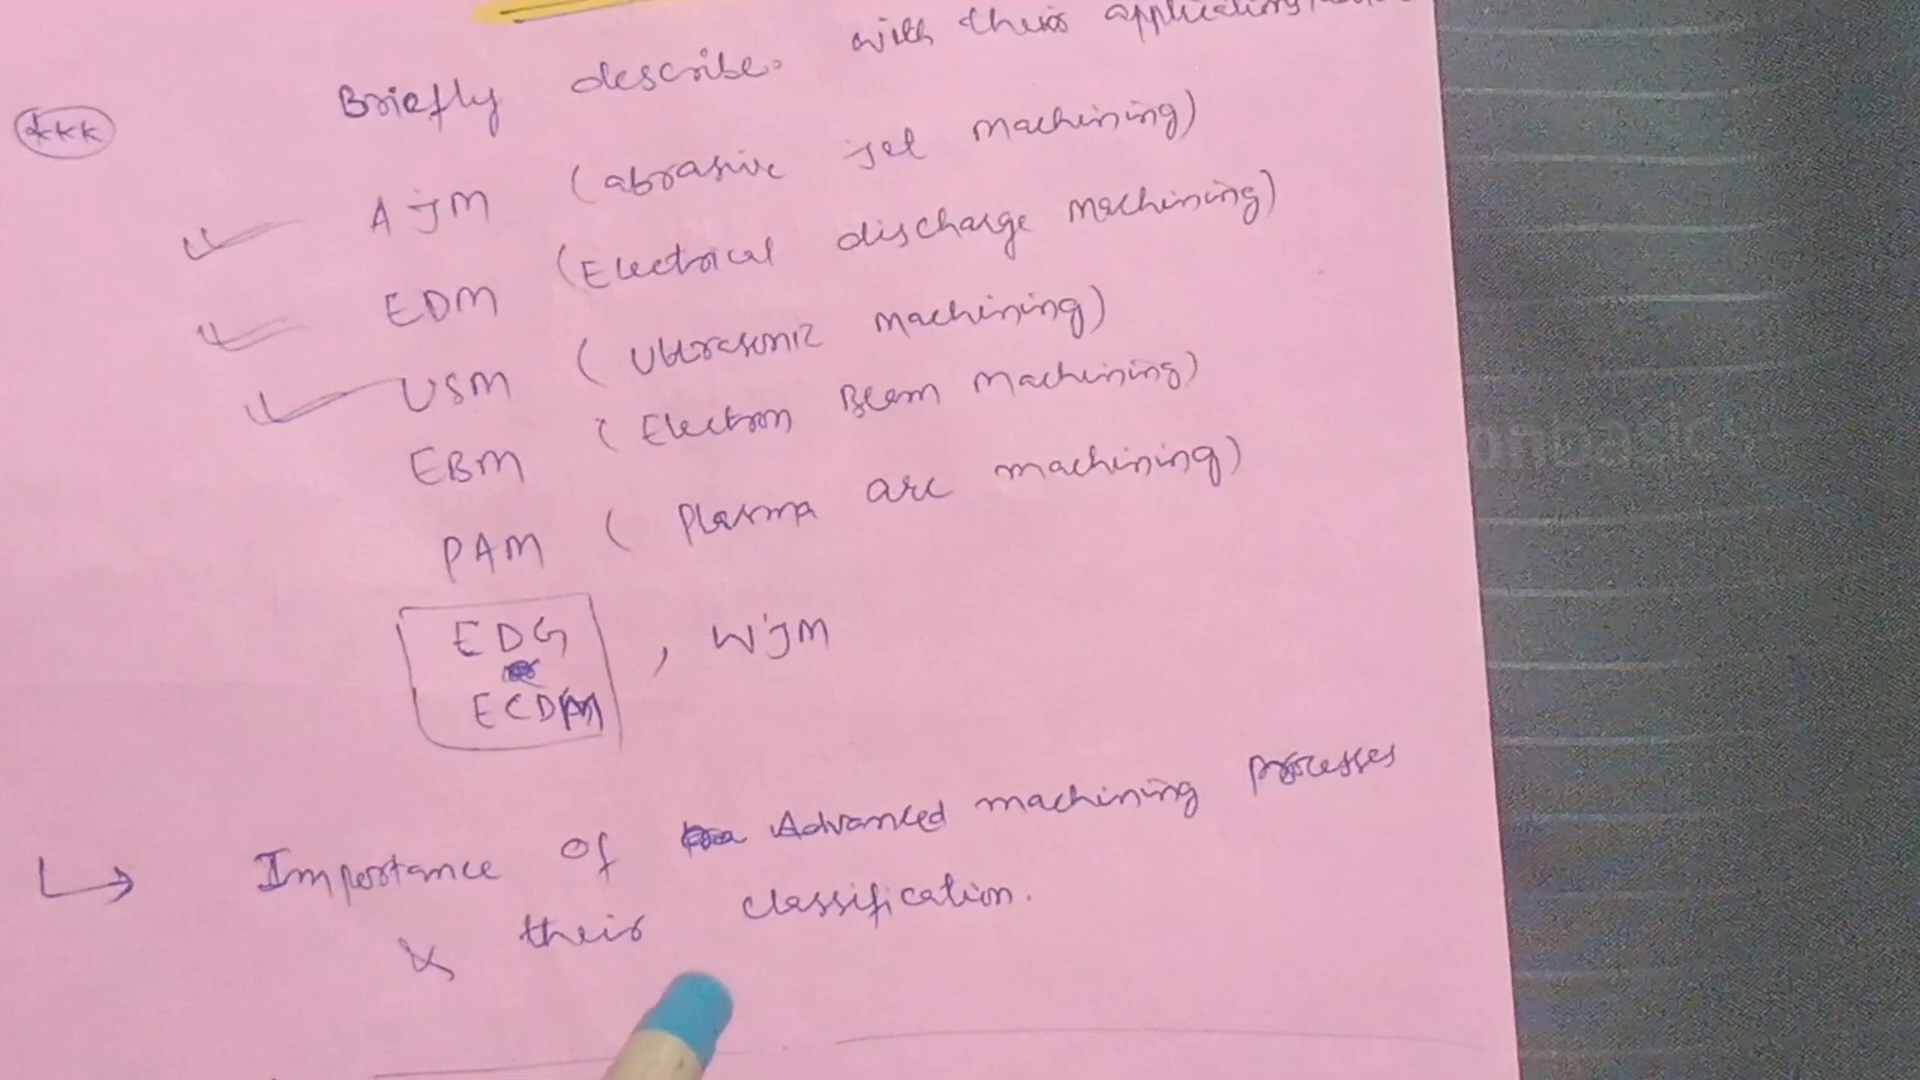 Briefly describe. with their applications
***
AJM (abrasive jet machining)
EDM (Electrical discharge machining)
USM (Ultrasonic machining)
EBM (Electron Beam machining)
PAM (Plasma arc machining)
EDG , WJM
ECDM
Importance of Advanced machining processes
& their classification.